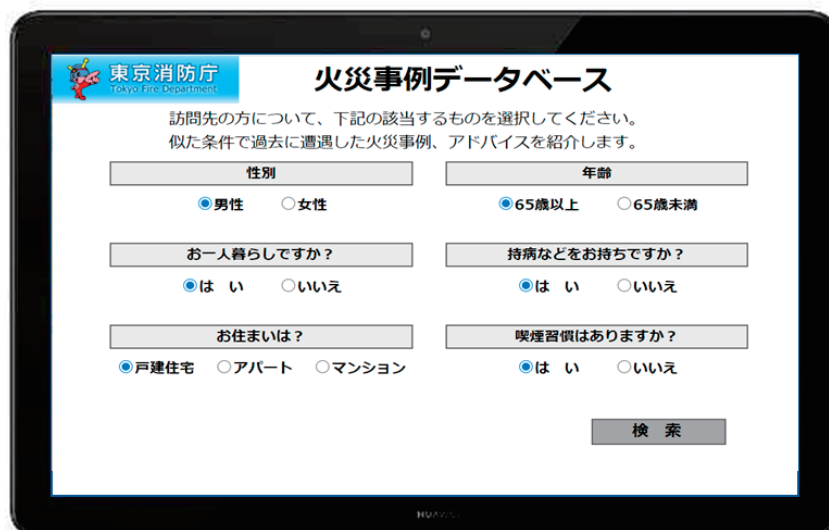 東京消防庁
Tokyo Fire Department
火災事例データベース
訪問先の方について、下記の該当するものを選択してください。
似た条件で過去に遭遇した火災事例、アドバイスを紹介します。
性別
年齢
男性 女性
65歳以上 65歳未満
お一人暮らしですか？
持病などをお持ちですか？
は い いいえ
は い いいえ
お住まいは？
喫煙習慣はありますか？
戸建住宅 アパート マンション
は い いいえ
検 索